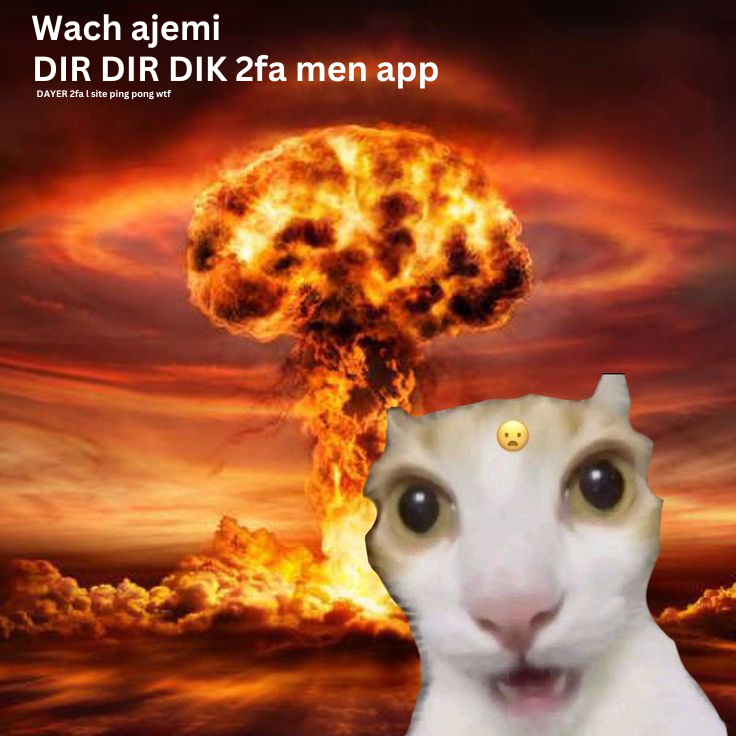 Wach ajemi
DIR DIR DIK 2fa men app
DAYER 2fa l site ping pong wtf